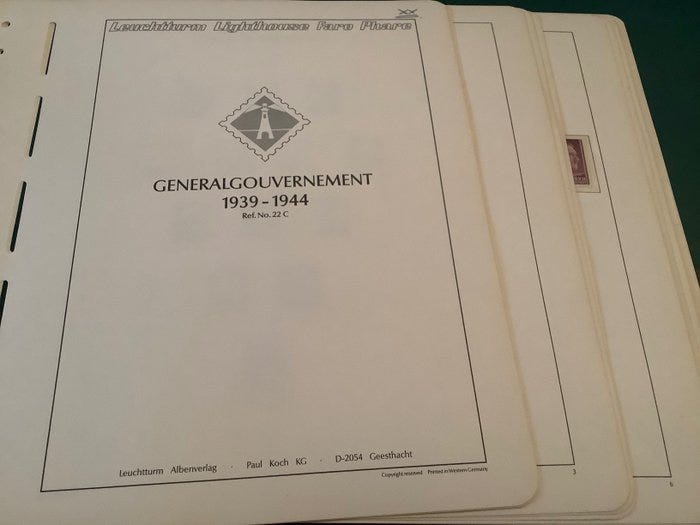 Leuchtturm Lighthouse Faro Phare
GENERALGOUVERNEMENT
1939 - 1944
Ref. No. 22 C
Leuchtturm Albenverlag · Paul Koch KG · D-2054 Geesthacht
Copyright reserved Printed in Western Germany
3
6